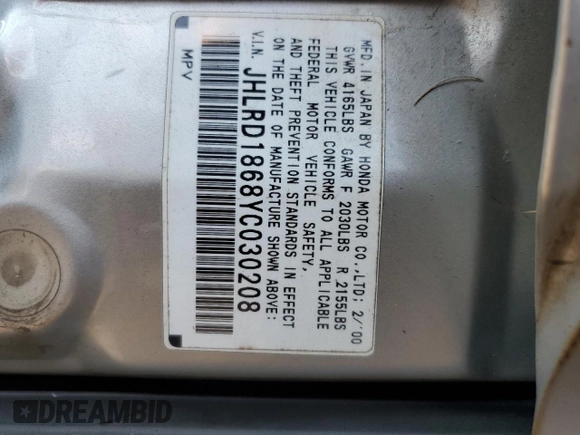 MFD. IN JAPAN BY HONDA MOTOR CO., LTD; 2/'00
GVWR 4165LBS GAWR F 2030LBS R 2155LBS
THIS VEHICLE CONFORMS TO ALL APPLICABLE
FEDERAL MOTOR VEHICLE SAFETY,
AND THEFT PREVENTION STANDARDS IN EFFECT
ON THE DATE OF MANUFACTURE SHOWN ABOVE:
V.I.N. JHLRD1868YC030208
MPV
DREAMBID